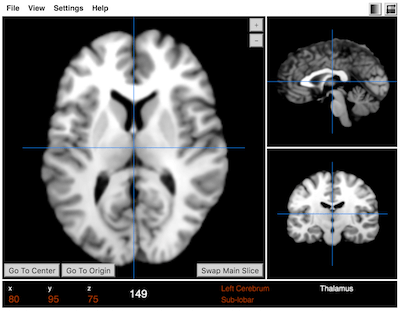 File View Settings Help
+
-
Go To Center Go To Origin Swap Main Slice
x y z 149 Left Cerebrum Thalamus
80 95 75 Sub-lobar